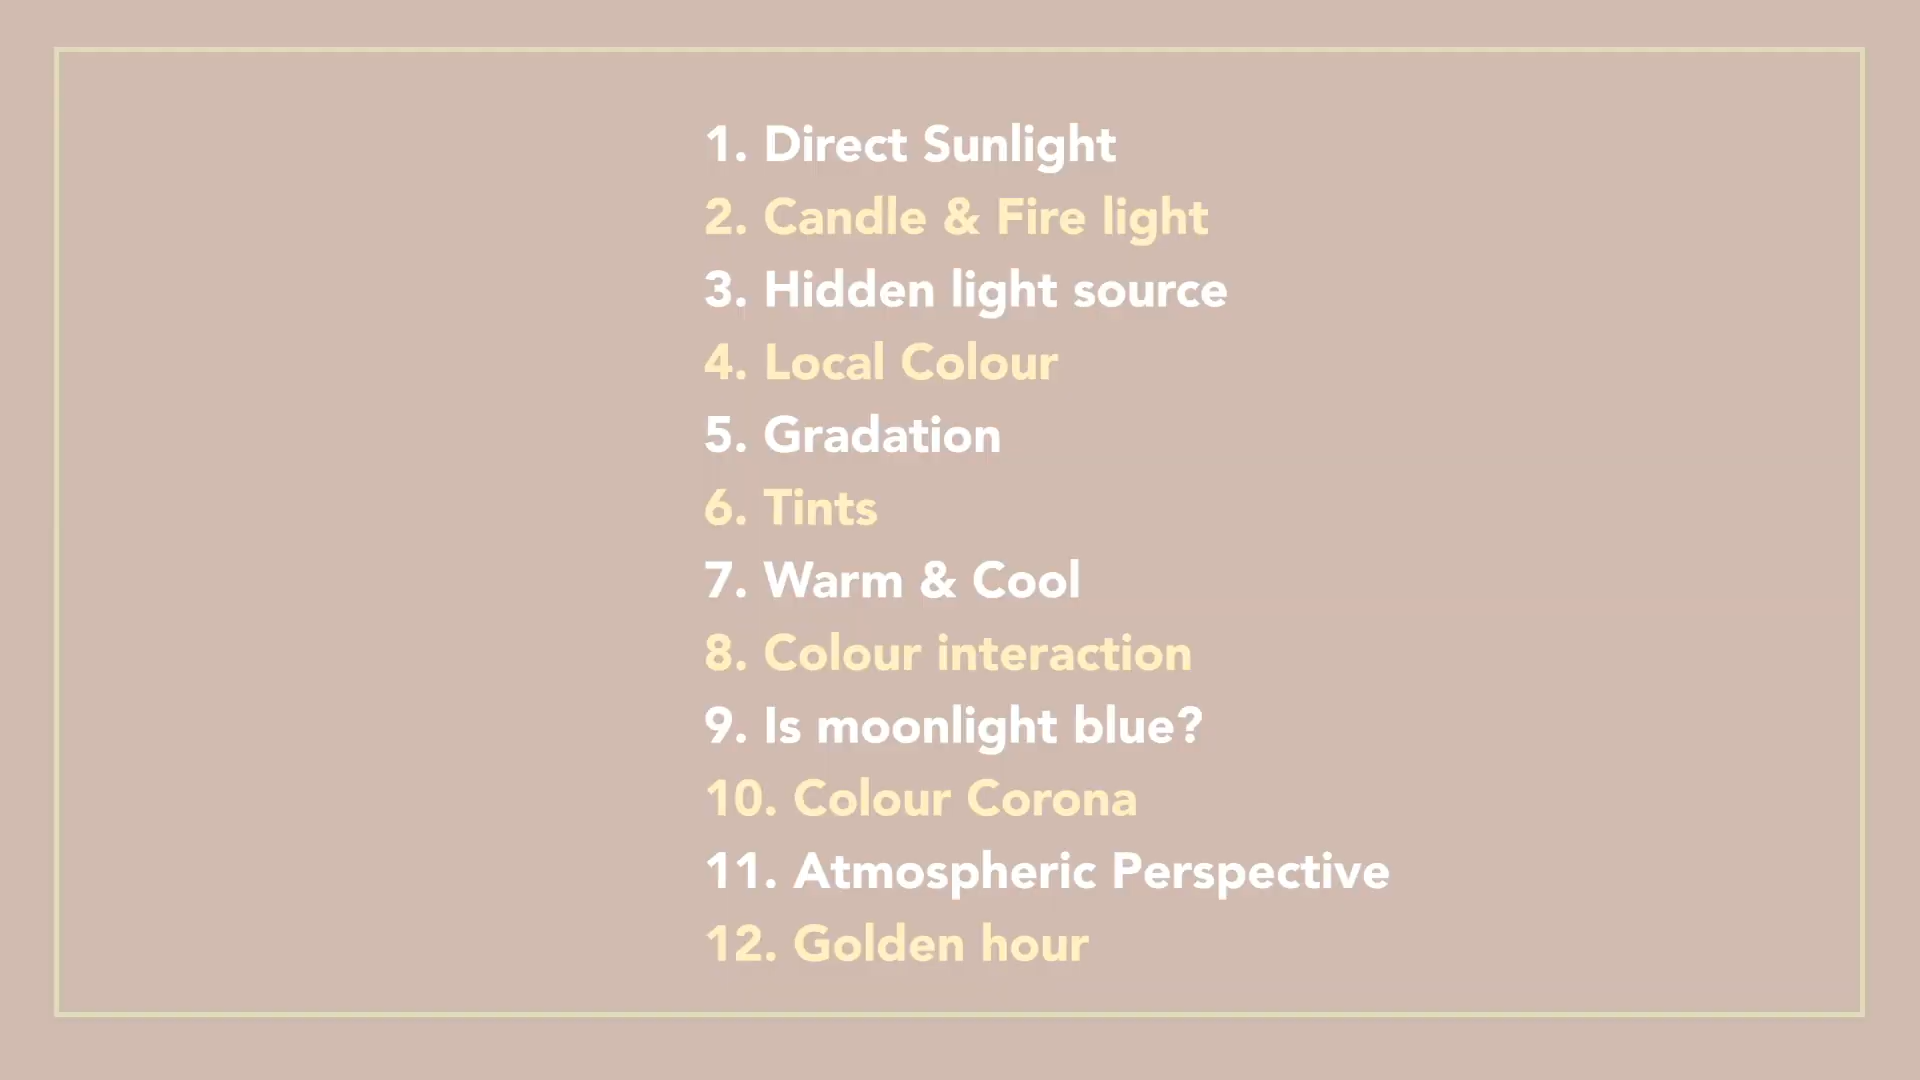 1. Direct Sunlight
2. Candle & Fire light
3. Hidden light source
4. Local Colour
5. Gradation
6. Tints
7. Warm & Cool
8. Colour interaction
9. Is moonlight blue?
10. Colour Corona
11. Atmospheric Perspective
12. Golden hour